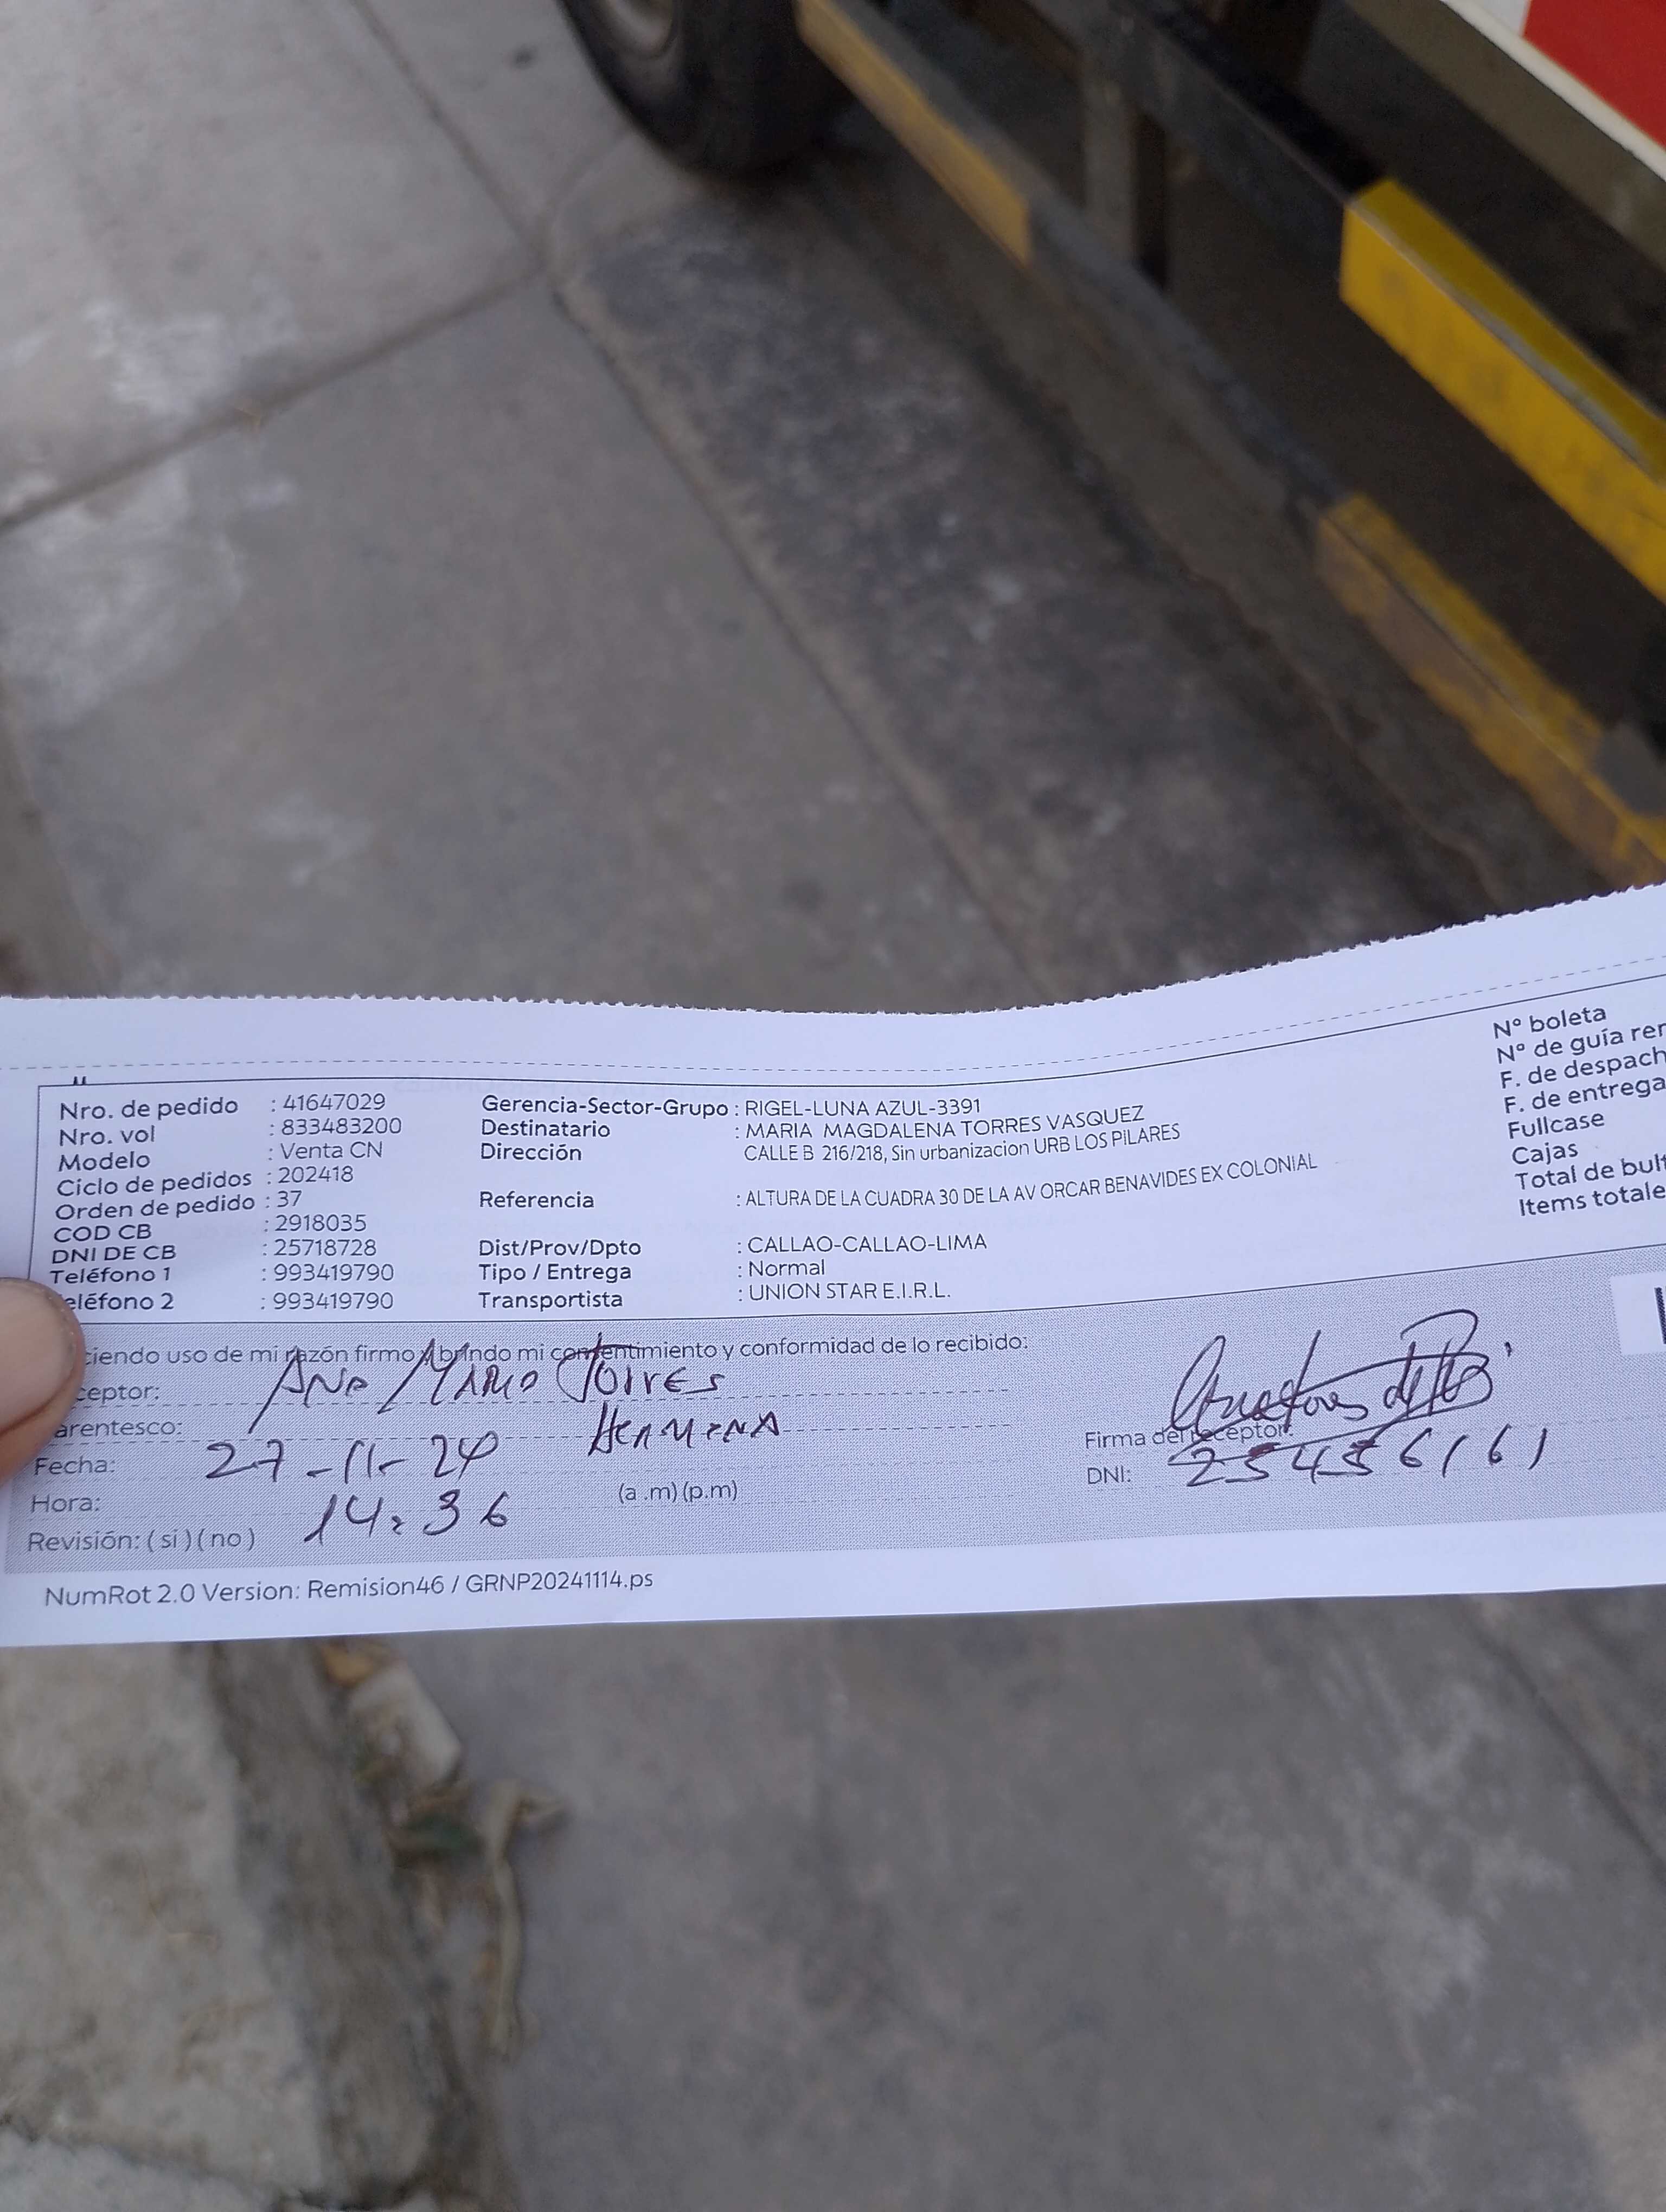 Nro. de pedido : 41647029
Nro. vol : 833483200
Modelo : Venta CN
Ciclo de pedidos : 202418
Orden de pedido : 37
COD CB : 2918035
DNI DE CB : 25718728
Teléfono 1 : 993419790
eléfono 2 : 993419790
Gerencia-Sector-Grupo : RIGEL-LUNA AZUL-3391
Destinatario : MARIA MAGDALENA TORRES VASQUEZ
Dirección CALLE B 216/218, Sin urbanizacion URB LOS PILARES
Referencia : ALTURA DE LA CUADRA 30 DE LA AV ORCAR BENAVIDES EX COLONIAL
Dist/Prov/Dpto : CALLAO-CALLAO-LIMA
Tipo / Entrega : Normal
Transportista : UNION STAR E.I.R.L.
N° boleta
N° de guía rer
F. de despach
F. de entrega
Fullcase
Cajas
Total de bult
Items totale
ciendo uso de mi razón firmo brindo mi contentimiento y conformidad de lo recibido:
ceptor: ANA MARIA TORRES
arentesco: HERMANA
Fecha: 27-11-24
Hora: 14:36 (a .m) (p.m)
Revisión: ( si ) ( no )
Firma del receptor:
DNI: 25456161
NumRot 2.0 Version: Remision46 / GRNP20241114.ps